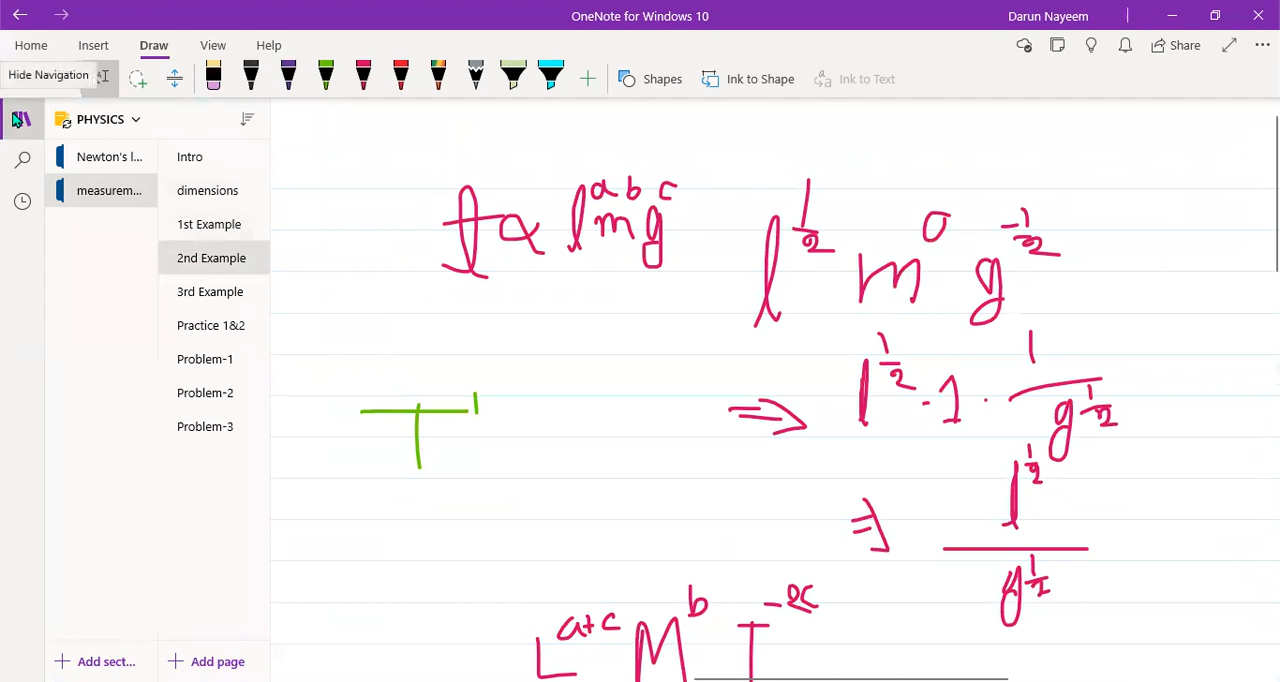 OneNote for Windows 10
Darun Nayeem
Home Insert Draw View Help
Share
Hide Navigation
Shapes
Ink to Shape
Ink to Text
PHYSICS
Newton's l...
measurem...
Intro
dimensions
1st Example
2nd Example
3rd Example
Practice 1&2
Problem-1
Problem-2
Problem-3
Add sect...
Add page
T α l^a m^b g^c
l^1/2 m^0 g^-1/2
⇒ l^1/2 · 1 · 1/g^1/2
⇒ l^1/2 / g^1/2
L^a+c M^b T^-2c
T